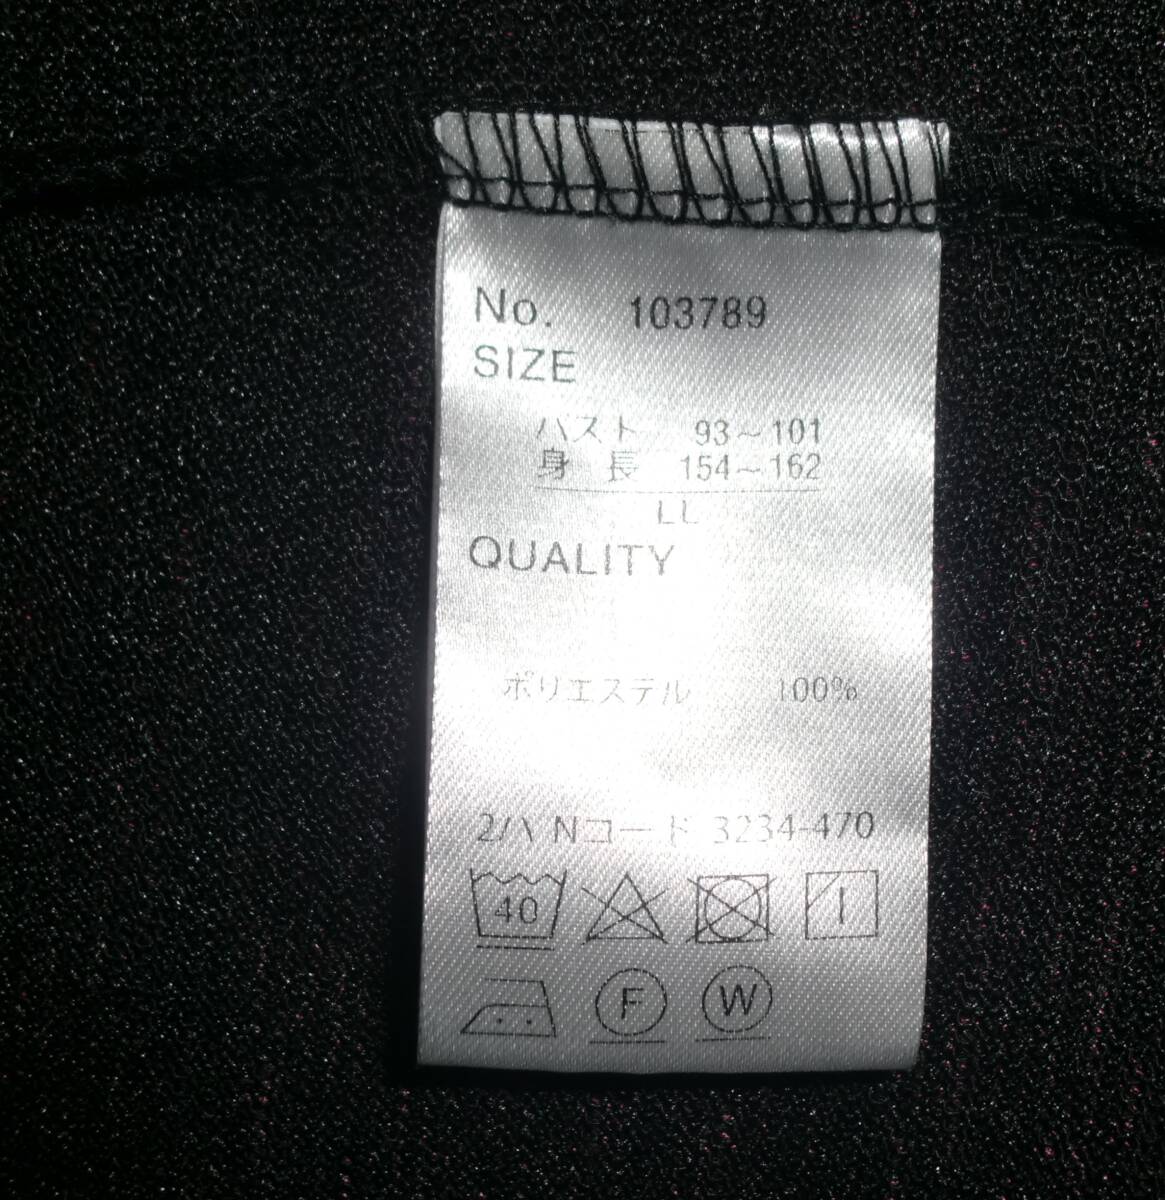 No. 103789
SIZE
バスト 93~101
身 長 154~162
LL
QUALITY
ポリエステル 100%
2ハNコード 3234-470
40
F W